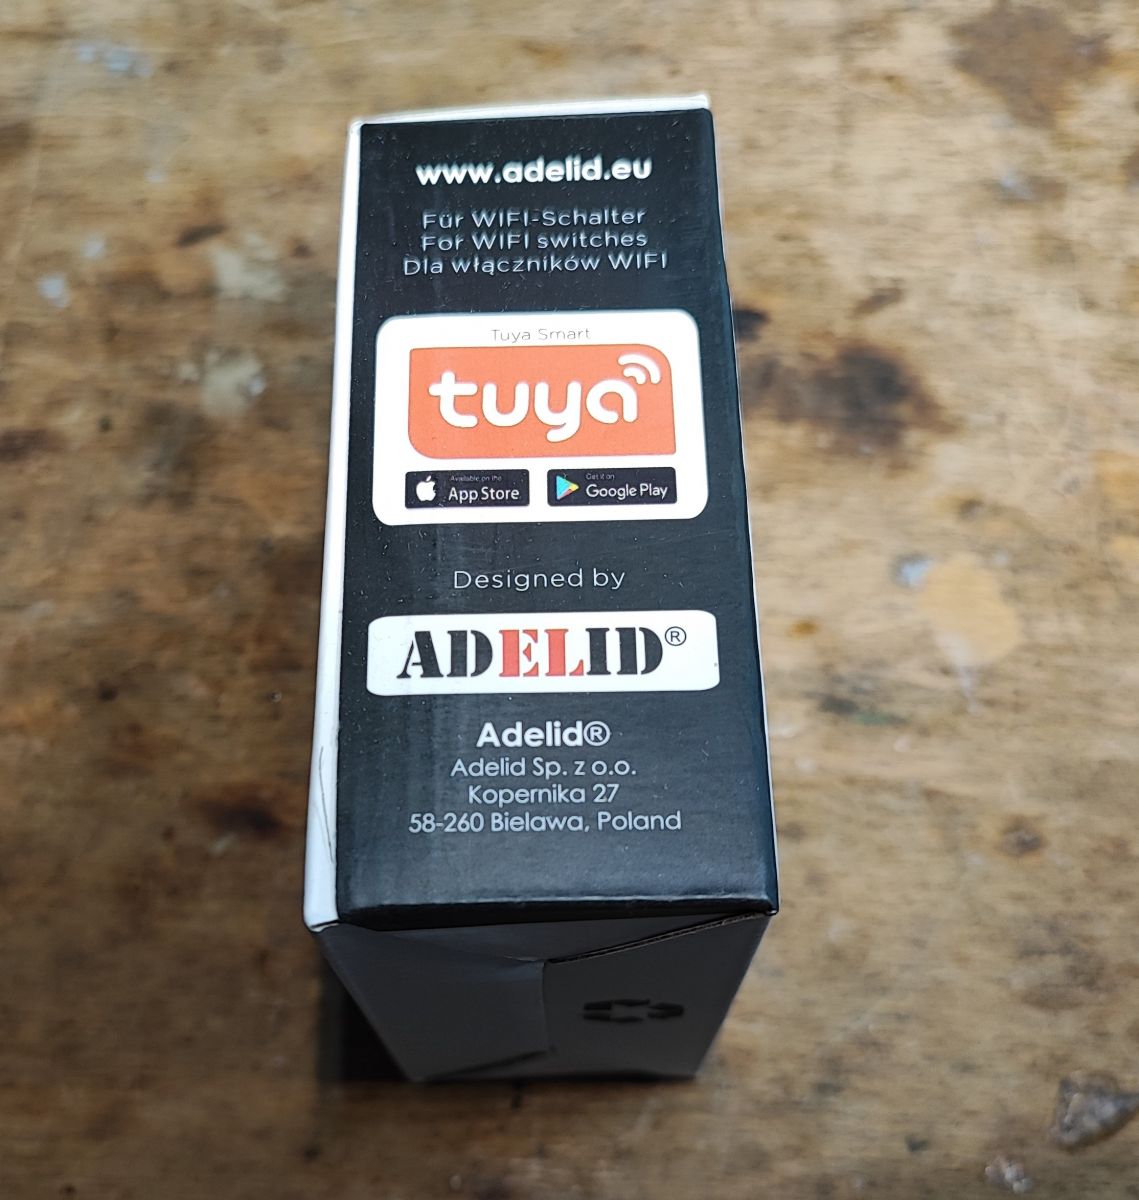 www.adelid.eu
Für WIFI-Schalter
For WIFI switches
Dla włączników WIFI
Tuya Smart
tuya
Available on the
App Store
Get it on
Google Play
Designed by
ADELID®
Adelid®
Adelid Sp. z o.o.
Kopernika 27
58-260 Bielawa, Poland